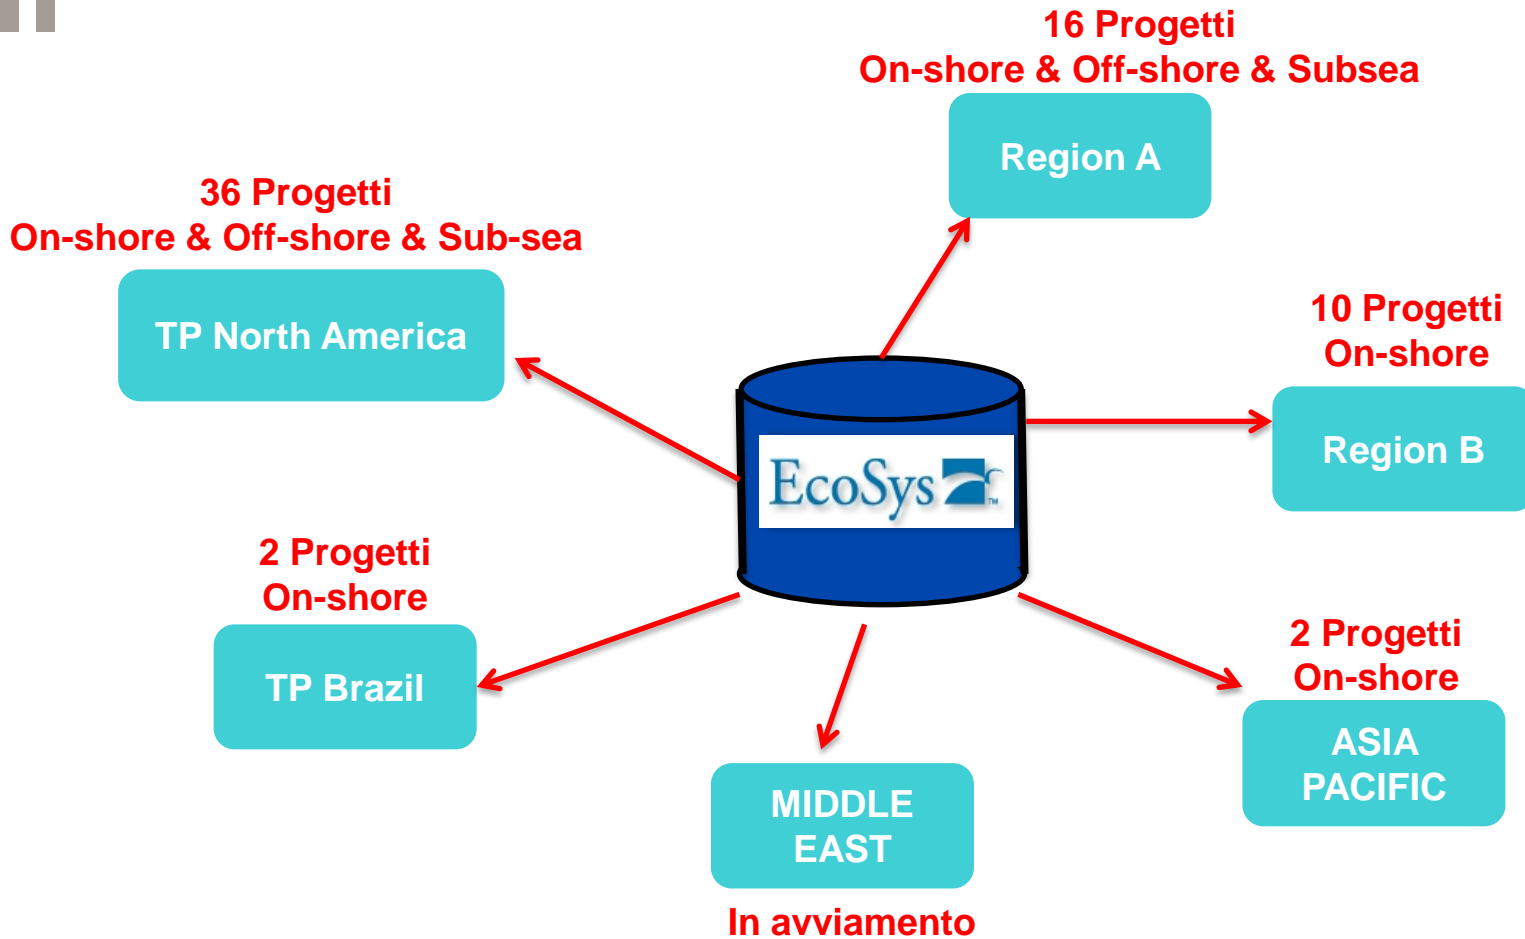 16 Progetti
On-shore & Off-shore & Subsea
Region A
36 Progetti
On-shore & Off-shore & Sub-sea
TP North America
10 Progetti
On-shore
Region B
EcoSys™
2 Progetti
On-shore
TP Brazil
2 Progetti
On-shore
ASIA
PACIFIC
MIDDLE
EAST
In avviamento